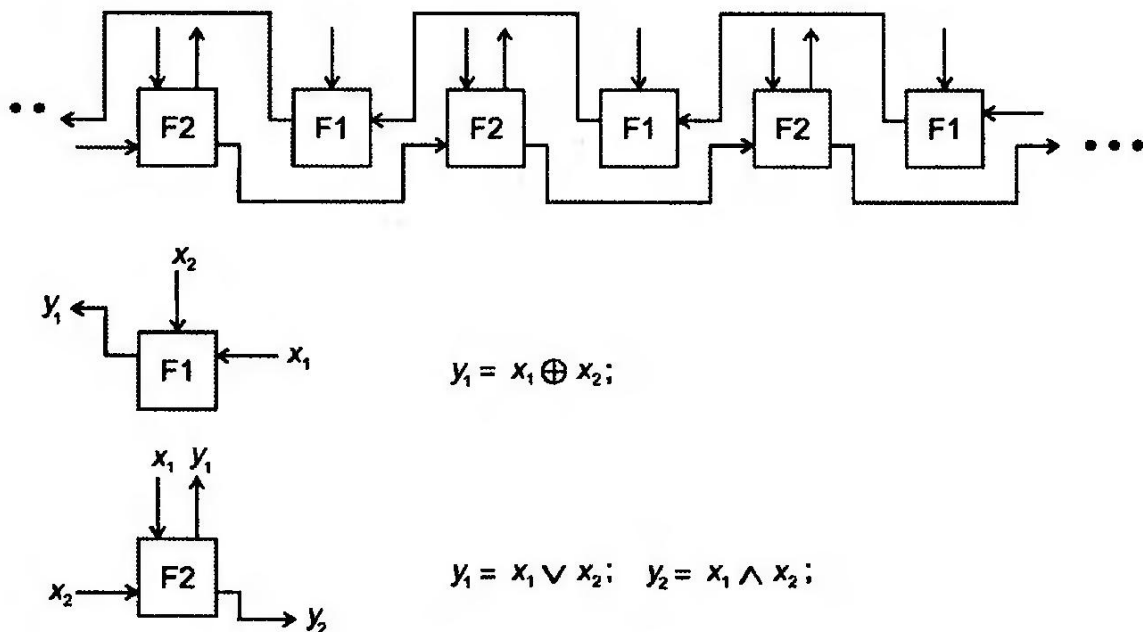 F2 F1 F2 F1 F2 F1
x₂
y₁
F1 x₁ y₁ = x₁ ⊕ x₂;
x₁ y₁
x₂ F2 y₁ = x₁ ∨ x₂; y₂ = x₁ ∧ x₂;
y₂